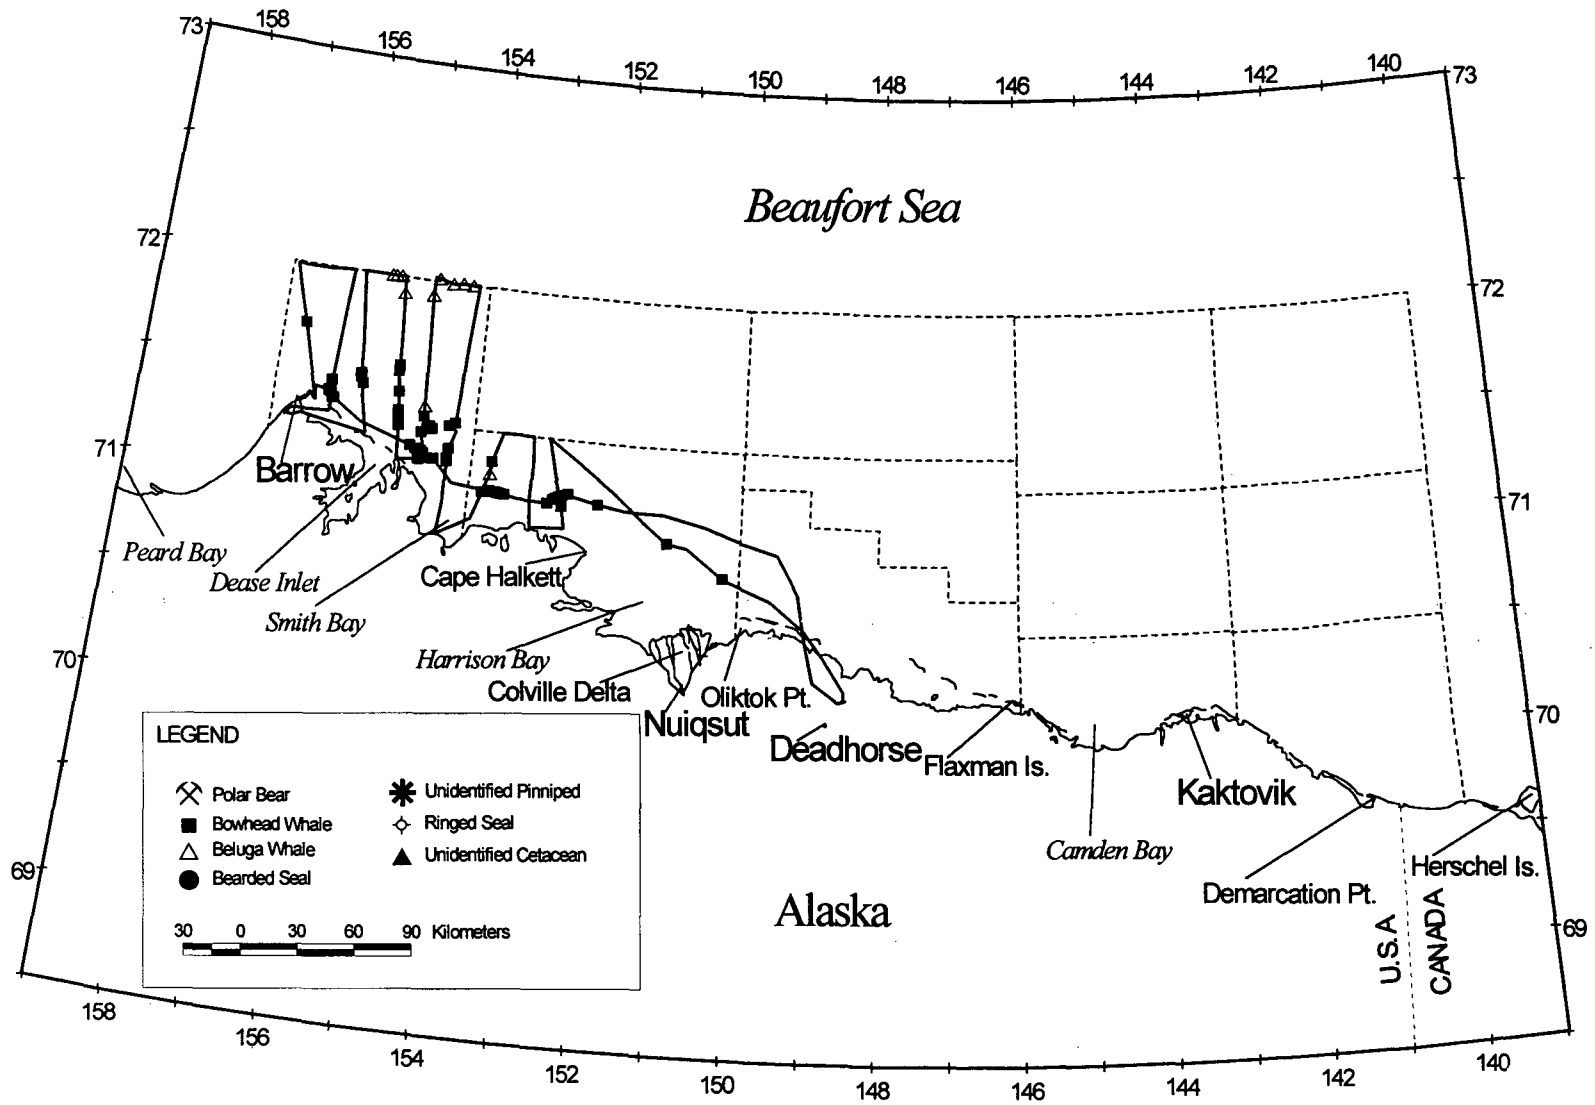 158
156
154
152
150
148
146
144
142
140
73
73
Beaufort Sea
72
72
71
71
Barrow
Peard Bay
Dease Inlet
Smith Bay
Cape Halkett
Harrison Bay
Colville Delta
Oliktok Pt.
Nuiqsut
Deadhorse
Flaxman Is.
Kaktovik
Camden Bay
Demarcation Pt.
Herschel Is.
70
70
LEGEND
Polar Bear
Bowhead Whale
Beluga Whale
Bearded Seal
Unidentified Pinniped
Ringed Seal
Unidentified Cetacean
30 0 30 60 90 Kilometers
Alaska
U.S.A
CANADA
69
69
158
156
154
152
150
148
146
144
142
140